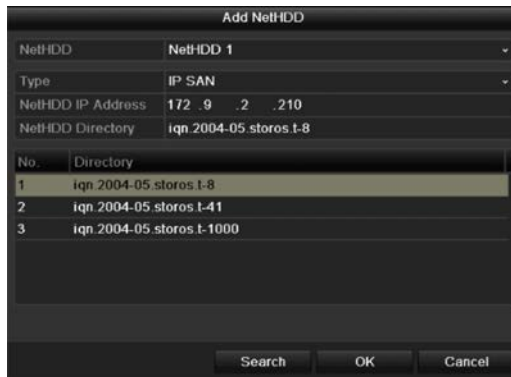 Add NetHDD
NetHDD NetHDD 1
Type IP SAN
NetHDD IP Address 172 .9 .2 .210
NetHDD Directory iqn.2004-05.storos.t-8
No. Directory
1 iqn.2004-05.storos.t-8
2 iqn.2004-05.storos.t-41
3 iqn.2004-05.storos.t-1000
Search OK Cancel